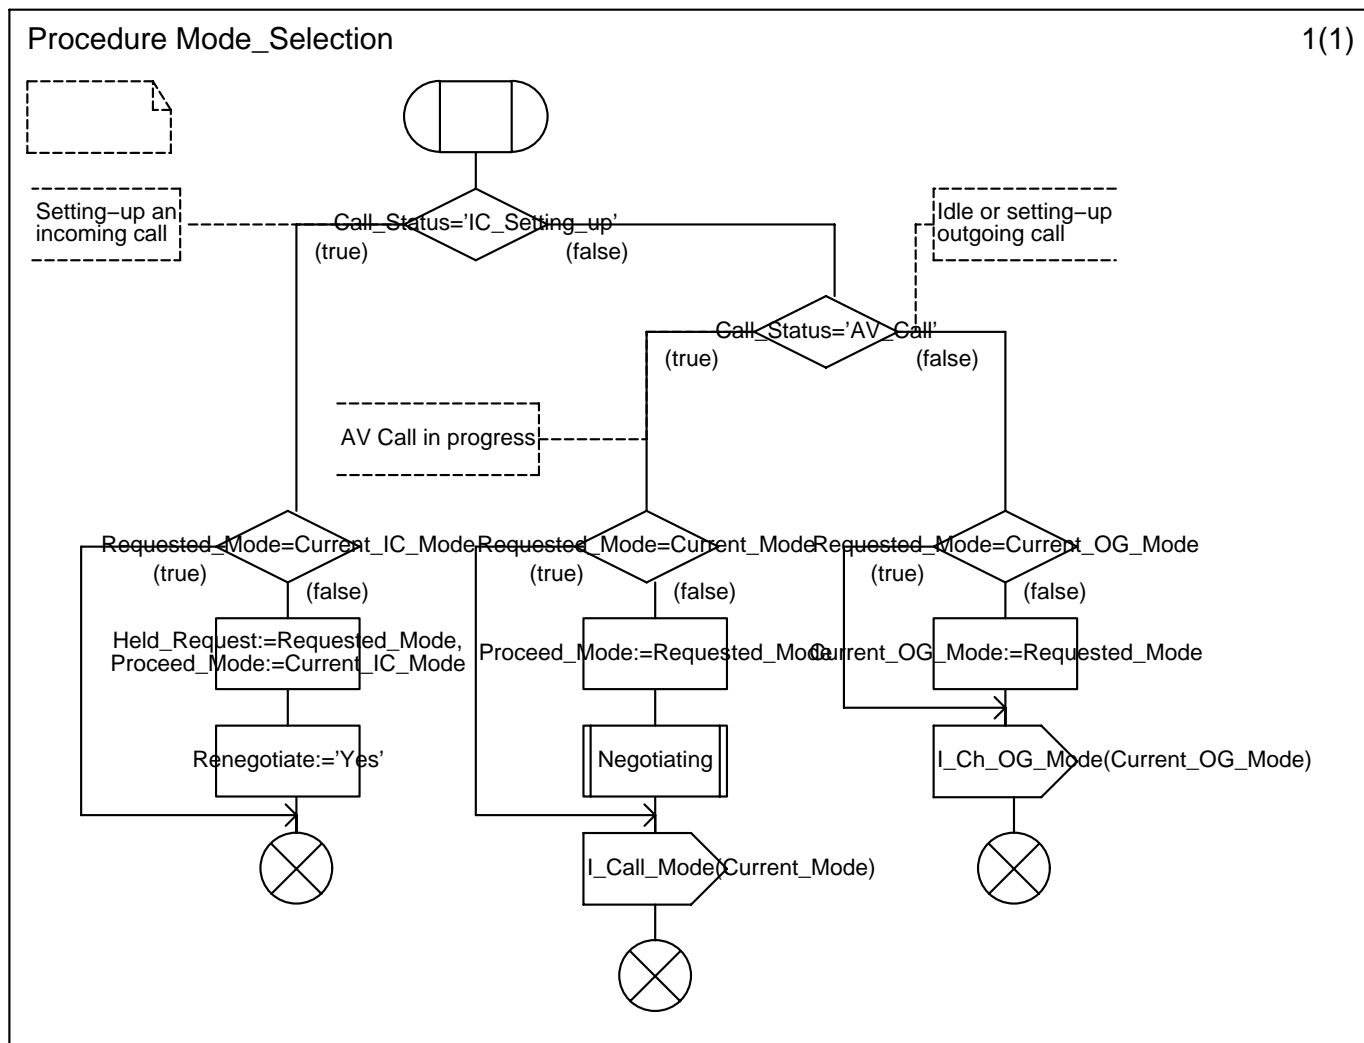 Procedure Mode_Selection
1(1)
Setting−up an
incoming call
Call_Status=’IC_Setting_up’
(true)
(false)
Idle or setting−up
outgoing call
Call_Status=’AV_Call’
(true)
(false)
AV Call in progress
Requested_Mode=Current_IC_Mode
(true)
(false)
Requested_Mode=Current_Mode
(true)
(false)
Requested_Mode=Current_OG_Mode
(true)
(false)
Held_Request:=Requested_Mode,
Proceed_Mode:=Current_IC_Mode
Proceed_Mode:=Requested_Mode
Current_OG_Mode:=Requested_Mode
Renegotiate:=’Yes’
Negotiating
I_Ch_OG_Mode(Current_OG_Mode)
I_Call_Mode(Current_Mode)